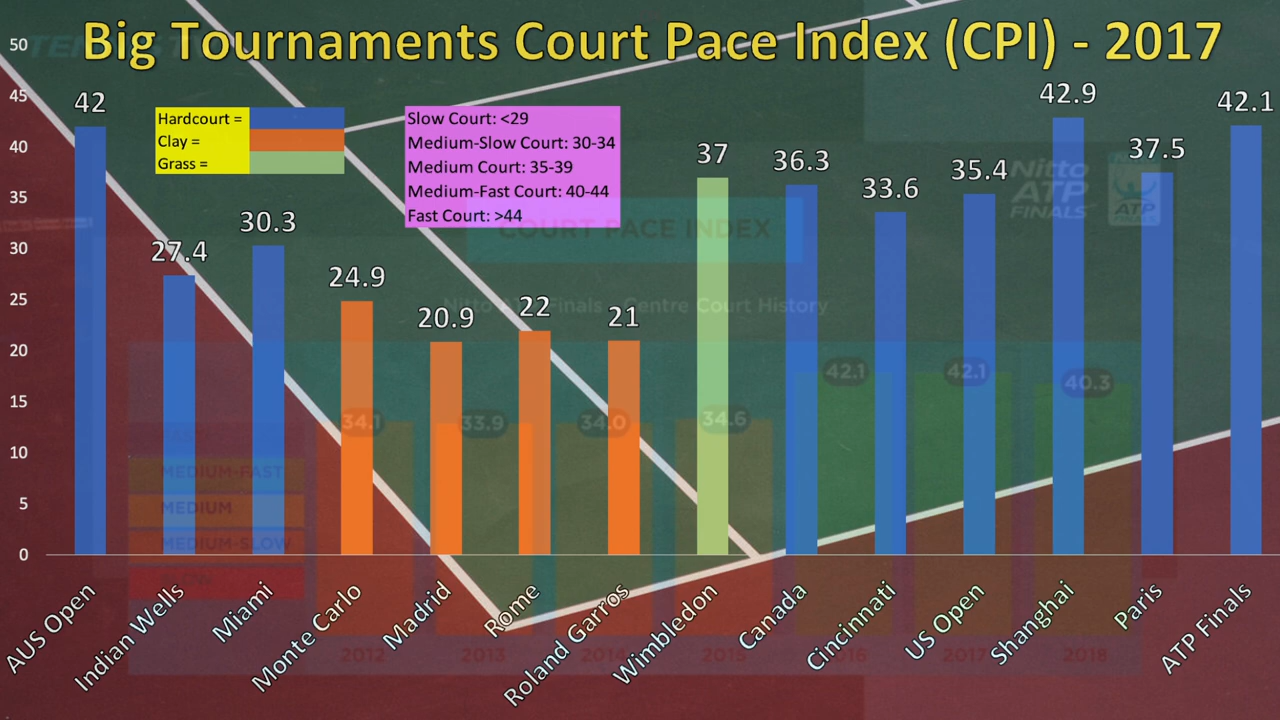 Big Tournaments Court Pace Index (CPI) - 2017
50
45
40
35
30
25
20
15
10
5
0
Hardcourt =
Clay =
Grass =
Slow Court: <29
Medium-Slow Court: 30-34
Medium Court: 35-39
Medium-Fast Court: 40-44
Fast Court: >44
42
27.4
30.3
24.9
20.9
22
21
37
36.3
33.6
35.4
42.9
37.5
42.1
Nitto
ATP
FINALS
ATP
COURT PACE INDEX
Nitto ATP Finals - Centre Court History
34.1
33.9
34.0
34.6
42.1
42.1
40.3
MEDIUM-FAST
MEDIUM
MEDIUM-SLOW
AUS Open
Indian Wells
Miami
Monte Carlo
Madrid
Rome
Roland Garros
Wimbledon
Canada
Cincinnati
US Open
Shanghai
Paris
ATP Finals
2012
2013
2014
2015
2016
2017
2018